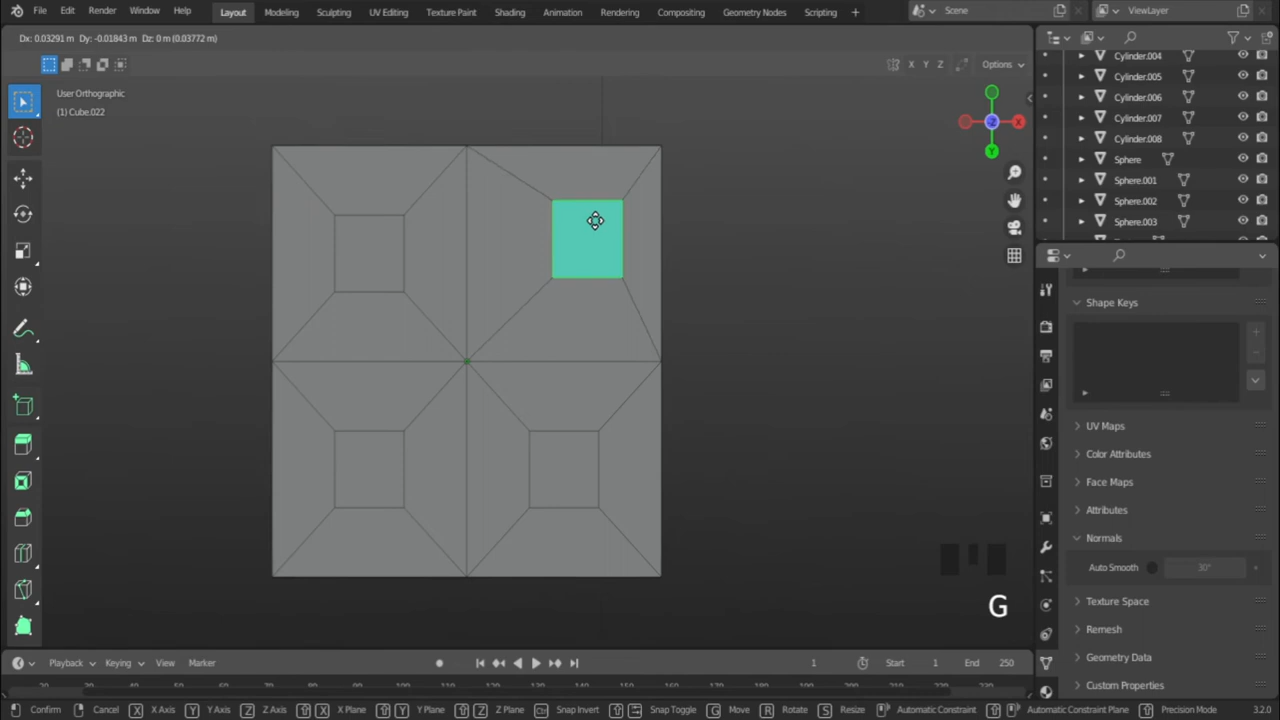 File Edit Render Window Help Layout Modeling Sculpting UV Editing Texture Paint Shading Animation Rendering Compositing Geometry Nodes Scripting + Scene ViewLayer
Dx: 0.03291 m Dy: -0.01843 m Dz: 0 m (0.03772 m)
X Y Z Options
User Orthographic
(1) Cube.022
X
Y
Z
Cylinder.004
Cylinder.005
Cylinder.006
Cylinder.007
Cylinder.008
Sphere
Sphere.001
Sphere.002
Sphere.003
Shape Keys
UV Maps
Color Attributes
Face Maps
Attributes
Normals
Auto Smooth 30°
Texture Space
Remesh
Geometry Data
Custom Properties
G
Playback Keying View Marker 1 Start 1 End 250
Confirm Cancel X X Axis Y Y Axis Z Z Axis X X Plane Y Y Plane Z Z Plane Snap Invert Snap Toggle G Move R Rotate S Resize Automatic Constraint Automatic Constraint Plane Precision Mode 3.2.0